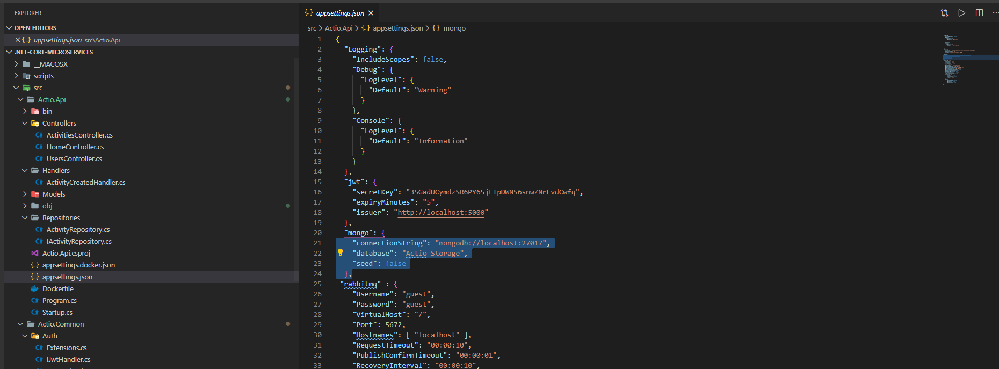 EXPLORER
OPEN EDITORS
appsettings.json src\Actio.Api
.NET-CORE-MICROSERVICES
__MACOSX
scripts
src
Actio.Api
bin
Controllers
C# ActivitiesController.cs
C# HomeController.cs
C# UsersController.cs
Handlers
C# ActivityCreatedHandler.cs
Models
obj
Repositories
C# ActivityRepository.cs
C# IActivityRepository.cs
Actio.Api.csproj
{..} appsettings.docker.json
{..} appsettings.json
Dockerfile
C# Program.cs
C# Startup.cs
Actio.Common
Auth
C# Extensions.cs
C# IJwtHandler.cs
{..} appsettings.json
src > Actio.Api > {..} appsettings.json > {} mongo
1 {
2 "Logging": {
3 "IncludeScopes": false,
4 "Debug": {
5 "LogLevel": {
6 "Default": "Warning"
7 }
8 },
9 "Console": {
10 "LogLevel": {
11 "Default": "Information"
12 }
13 }
14 },
15 "jwt": {
16 "secretKey": "35GadUCymdzSR6PY6SjLTpDWNS6snwZNrEvdCwfq",
17 "expiryMinutes": "5",
18 "issuer": "http://localhost:5000"
19 },
20 "mongo": {
21 "connectionString": "mongodb://localhost:27017",
22 "database": "Actio-Storage",
23 "seed": false
24 },
25 "rabbitmq" : {
26 "Username": "guest",
27 "Password": "guest",
28 "VirtualHost": "/",
29 "Port": 5672,
30 "Hostnames": [ "localhost" ],
31 "RequestTimeout": "00:00:10",
32 "PublishConfirmTimeout": "00:00:01",
33 "RecoveryInterval": "00:00:10",